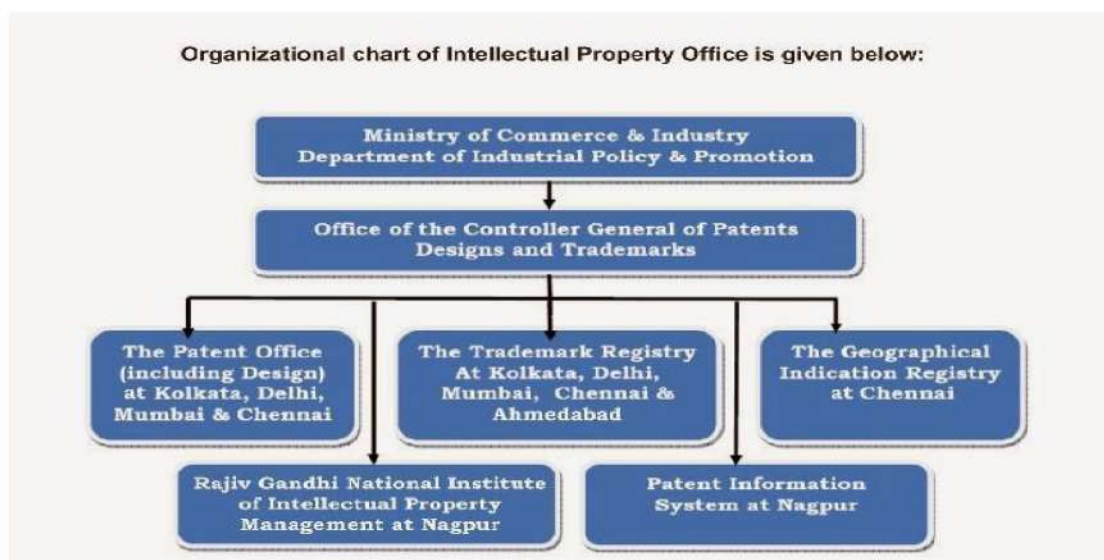 Organizational chart of Intellectual Property Office is given below:
Ministry of Commerce & Industry
Department of Industrial Policy & Promotion
Office of the Controller General of Patents
Designs and Trademarks
The Patent Office
(including Design)
at Kolkata, Delhi,
Mumbai & Chennai
The Trademark Registry
At Kolkata, Delhi,
Mumbai, Chennai &
Ahmedabad
The Geographical
Indication Registry
at Chennai
Rajiv Gandhi National Institute
of Intellectual Property
Management at Nagpur
Patent Information
System at Nagpur